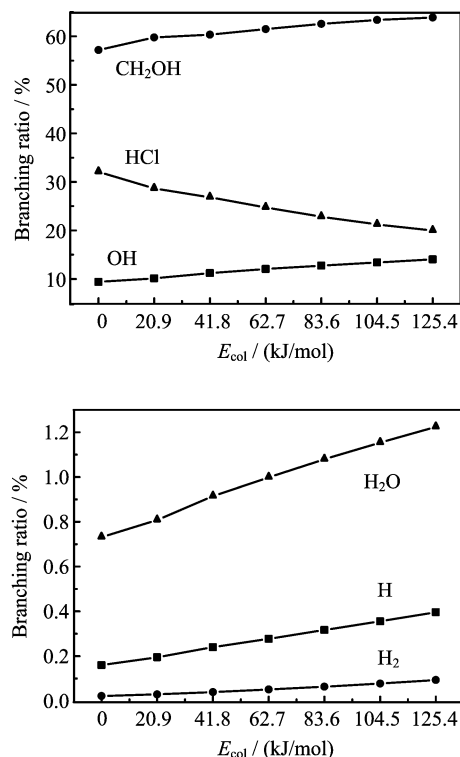 60
50
40
30
20
10
Branching ratio / %
CH₂OH
HCl
OH
0 20.9 41.8 62.7 83.6 104.5 125.4
E_col / (kJ/mol)
1.2
1.0
0.8
0.6
0.4
0.2
0.0
Branching ratio / %
H₂O
H
H₂
0 20.9 41.8 62.7 83.6 104.5 125.4
E_col / (kJ/mol)